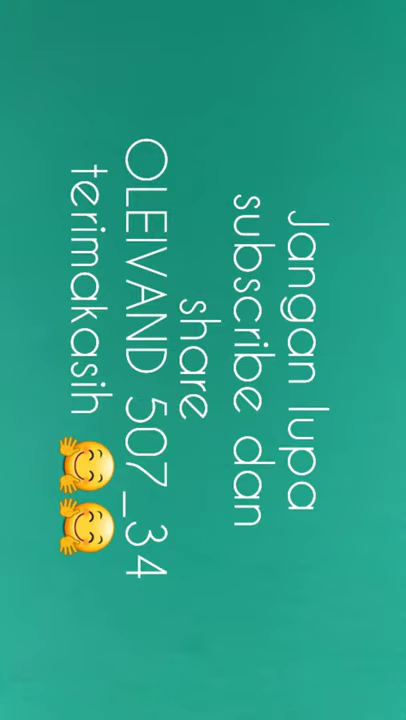 Jangan lupa
subscribe dan
share
OLEIVAND 507_34
terimakasih 🤗🤗